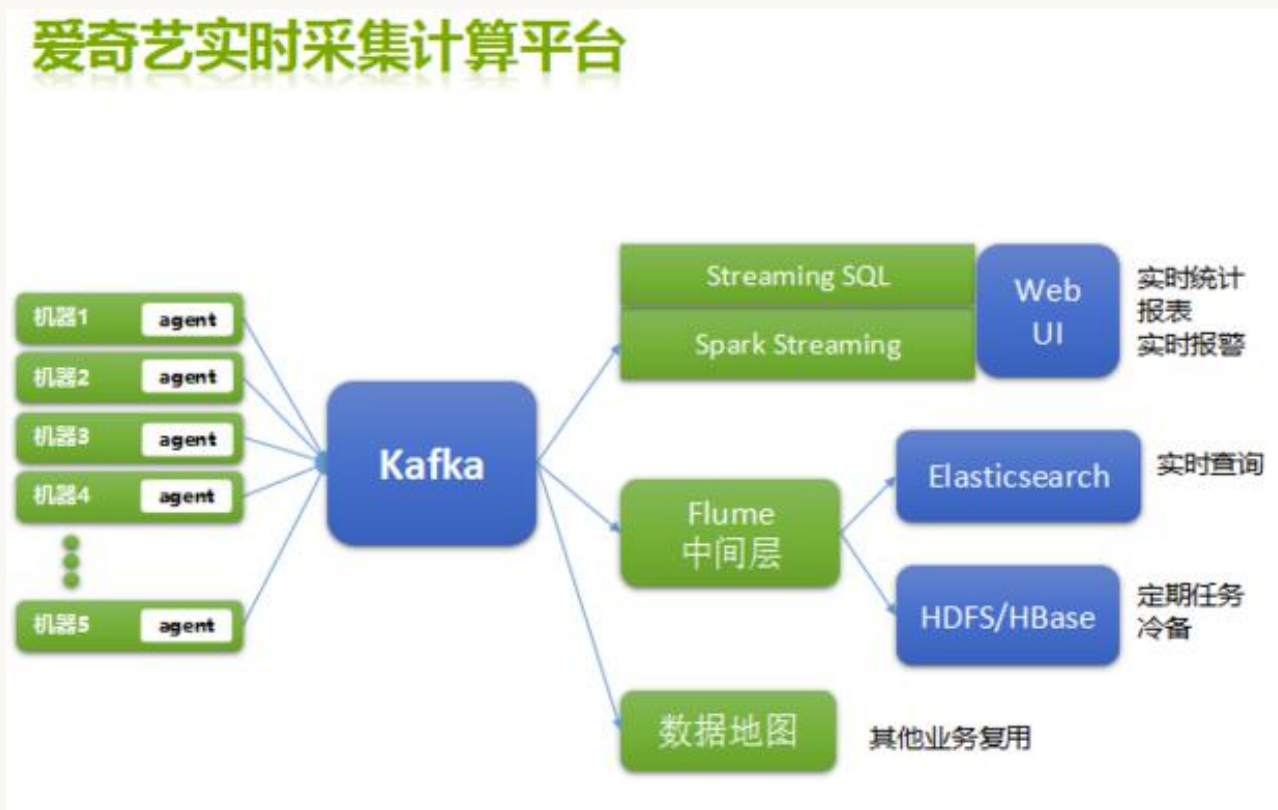 爱奇艺实时采集计算平台
机器1 agent
机器2 agent
机器3 agent
机器4 agent
机器5 agent
Kafka
Streaming SQL
Spark Streaming
Web
UI
实时统计
报表
实时报警
Flume
中间层
Elasticsearch
实时查询
HDFS/HBase
定期任务
冷备
数据地图
其他业务复用